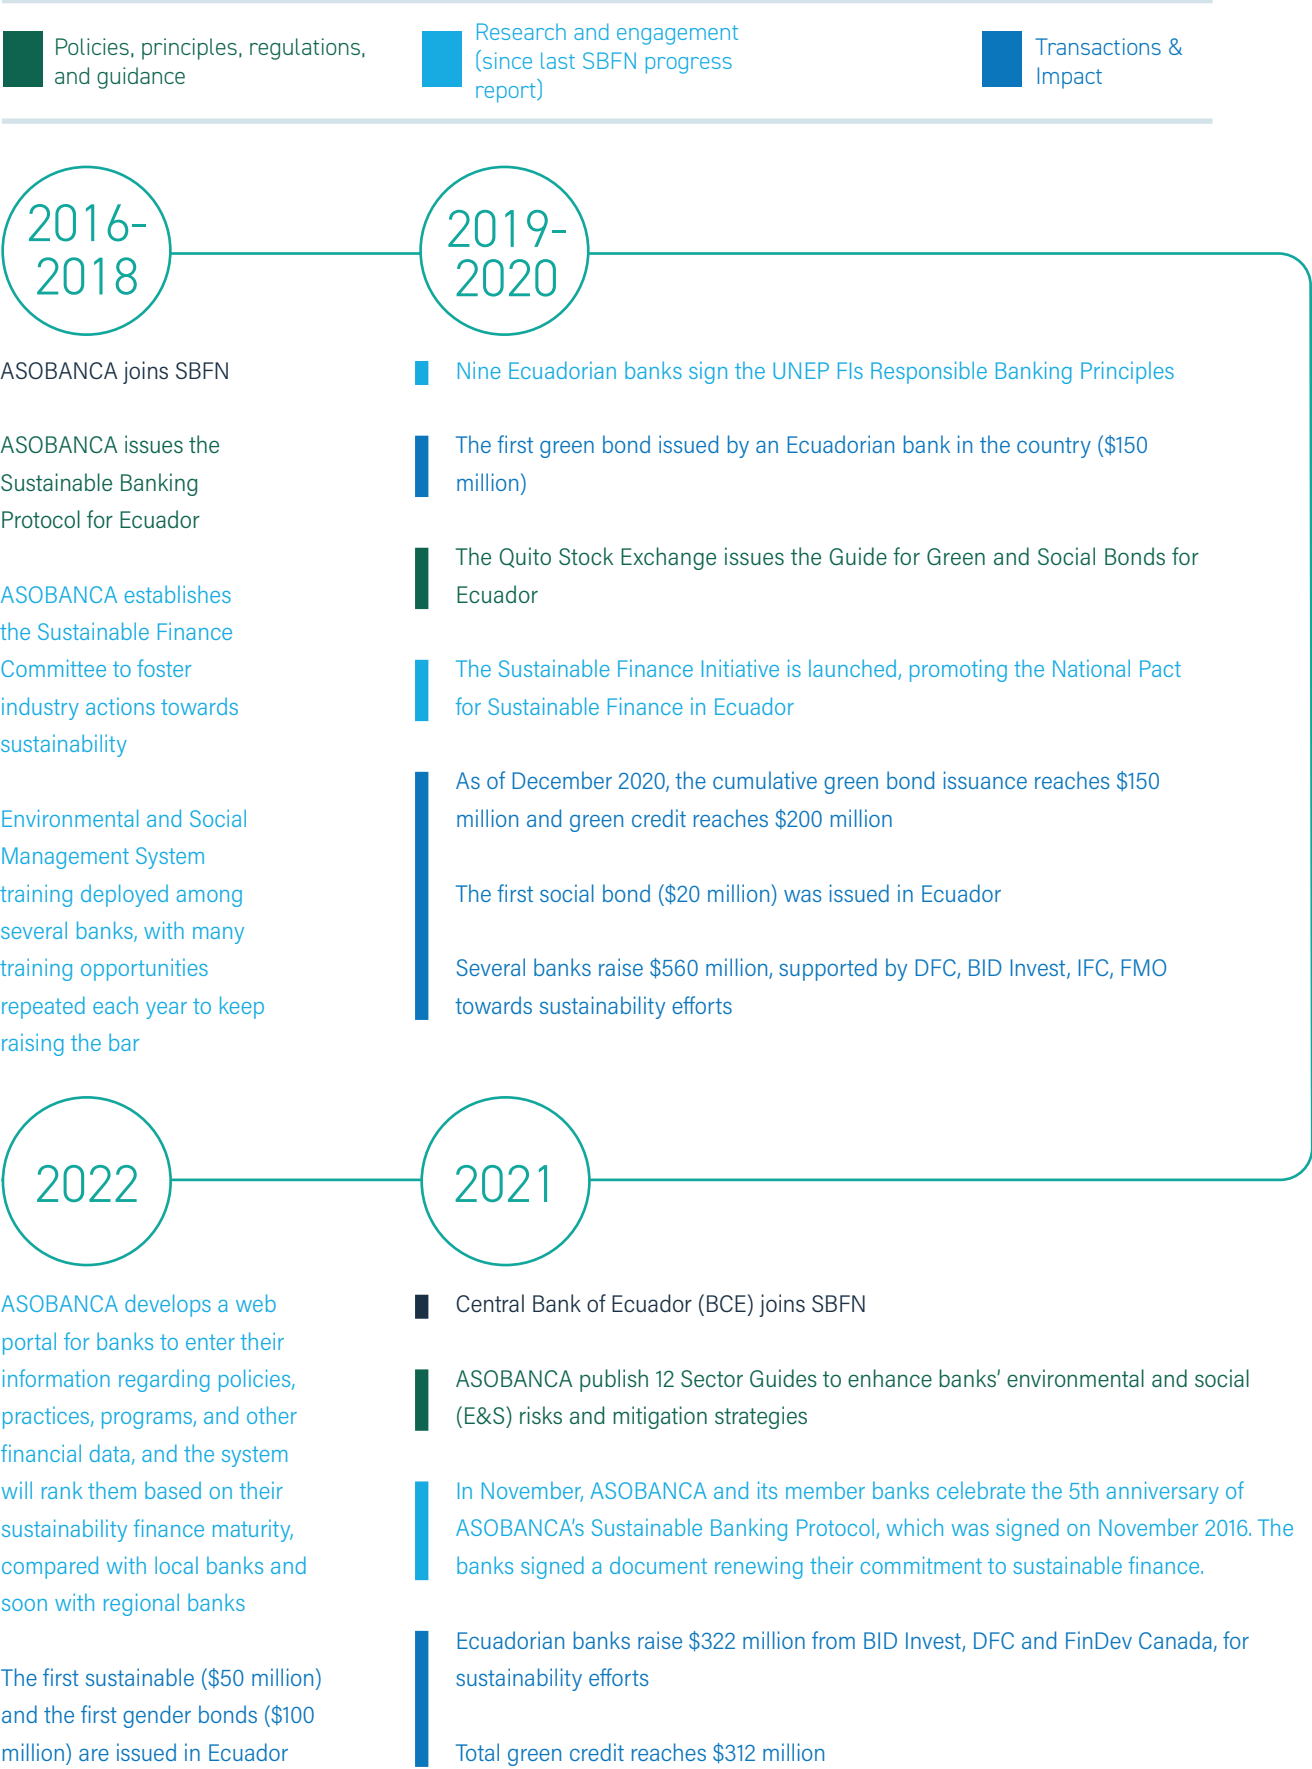 Policies, principles, regulations,
and guidance
Research and engagement
(since last SBFN progress
report)
Transactions &
Impact
2016-
2018
ASOBANCA joins SBFN
ASOBANCA issues the
Sustainable Banking
Protocol for Ecuador
ASOBANCA establishes
the Sustainable Finance
Committee to foster
industry actions towards
sustainability
Environmental and Social
Management System
training deployed among
several banks, with many
training opportunities
repeated each year to keep
raising the bar
2019-
2020
Nine Ecuadorian banks sign the UNEP FIs Responsible Banking Principles
The first green bond issued by an Ecuadorian bank in the country ($150
million)
The Quito Stock Exchange issues the Guide for Green and Social Bonds for
Ecuador
The Sustainable Finance Initiative is launched, promoting the National Pact
for Sustainable Finance in Ecuador
As of December 2020, the cumulative green bond issuance reaches $150
million and green credit reaches $200 million
The first social bond ($20 million) was issued in Ecuador
Several banks raise $560 million, supported by DFC, BID Invest, IFC, FMO
towards sustainability efforts
2021
Central Bank of Ecuador (BCE) joins SBFN
ASOBANCA publish 12 Sector Guides to enhance banks’ environmental and social
(E&S) risks and mitigation strategies
In November, ASOBANCA and its member banks celebrate the 5th anniversary of
ASOBANCA’s Sustainable Banking Protocol, which was signed on November 2016. The
banks signed a document renewing their commitment to sustainable finance.
Ecuadorian banks raise $322 million from BID Invest, DFC and FinDev Canada, for
sustainability efforts
Total green credit reaches $312 million
2022
ASOBANCA develops a web
portal for banks to enter their
information regarding policies,
practices, programs, and other
financial data, and the system
will rank them based on their
sustainability finance maturity,
compared with local banks and
soon with regional banks
The first sustainable ($50 million)
and the first gender bonds ($100
million) are issued in Ecuador